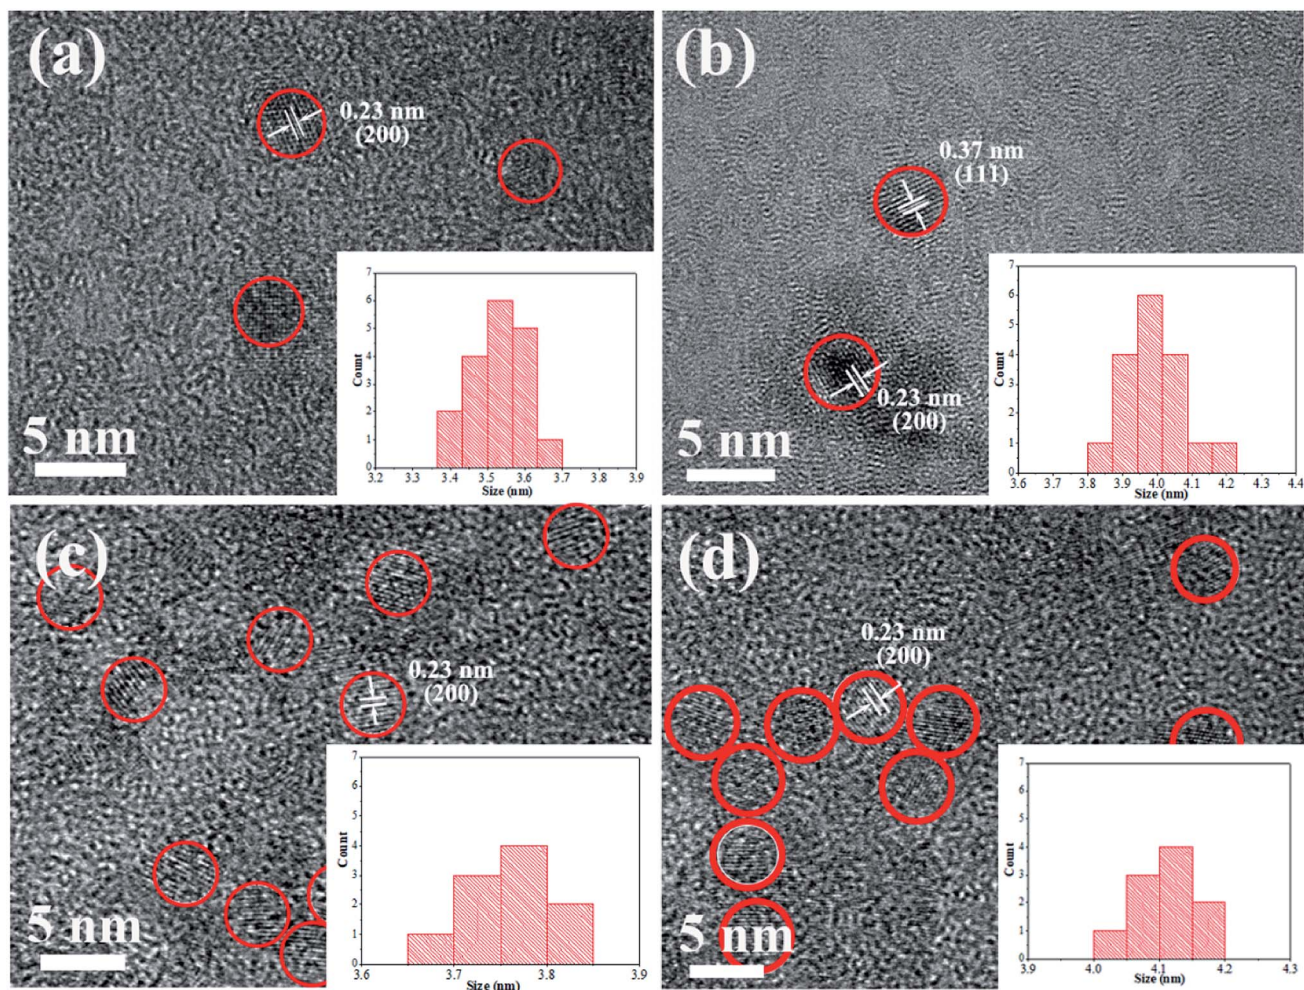 (a)
0.23 nm
(200)
7
6
5
4
3
2
1
0
Count
3.2 3.3 3.4 3.5 3.6 3.7 3.8 3.9
Size (nm)
5 nm
(b)
0.37 nm
(111)
0.23 nm
(200)
7
6
5
4
3
2
1
0
Count
3.6 3.7 3.8 3.9 4.0 4.1 4.2 4.3 4.4
Size (nm)
5 nm
(c)
0.23 nm
(200)
7
6
5
4
3
2
1
0
Count
3.6 3.7 3.8 3.9
Size (nm)
5 nm
(d)
0.23 nm
(200)
7
6
5
4
3
2
1
0
Count
3.9 4.0 4.1 4.2 4.3
Size (nm)
5 nm